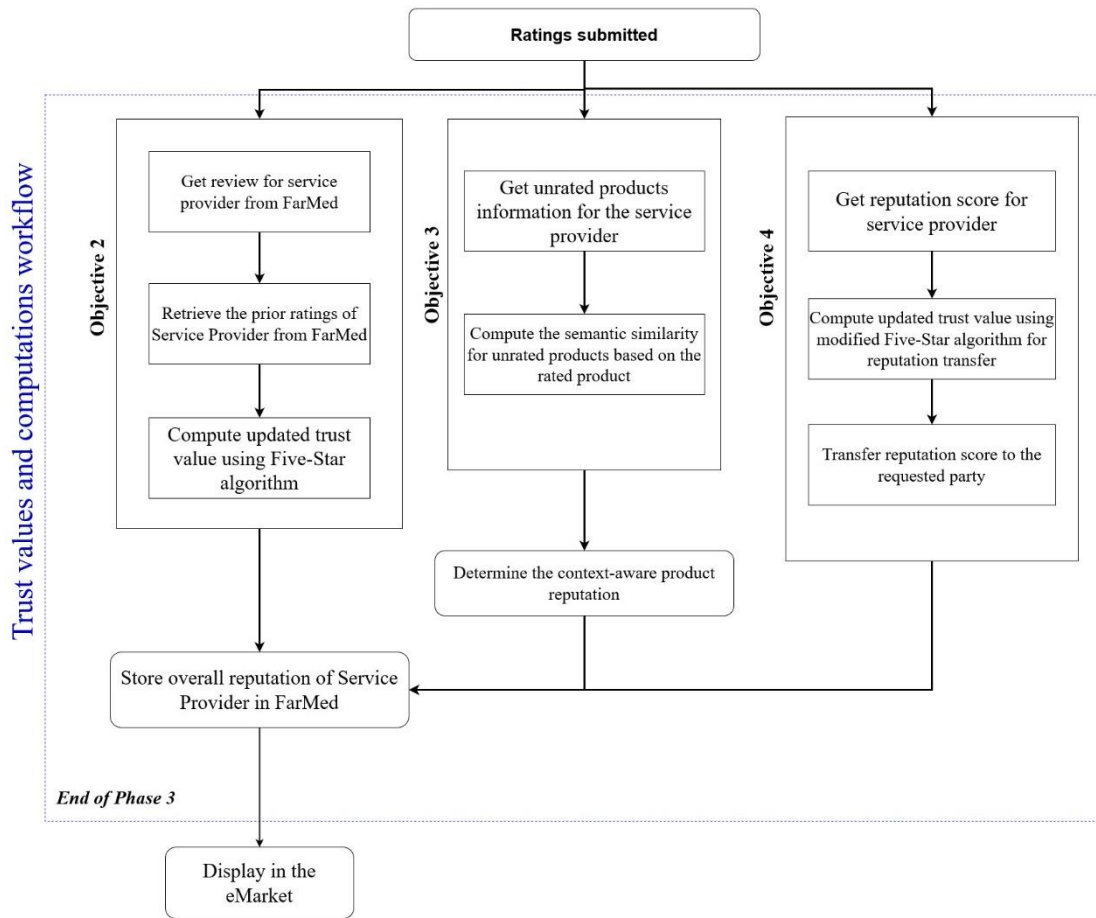 Ratings submitted
Trust values and computations workflow
Objective 2
Get review for service
provider from FarMed
Retrieve the prior ratings of
Service Provider from FarMed
Compute updated trust
value using Five-Star
algorithm
Objective 3
Get unrated products
information for the service
provider
Compute the semantic similarity
for unrated products based on the
rated product
Determine the context-aware product
reputation
Objective 4
Get reputation score for
service provider
Compute updated trust value using
modified Five-Star algorithm for
reputation transfer
Transfer reputation score to the
requested party
Store overall reputation of Service
Provider in FarMed
End of Phase 3
Display in the
eMarket